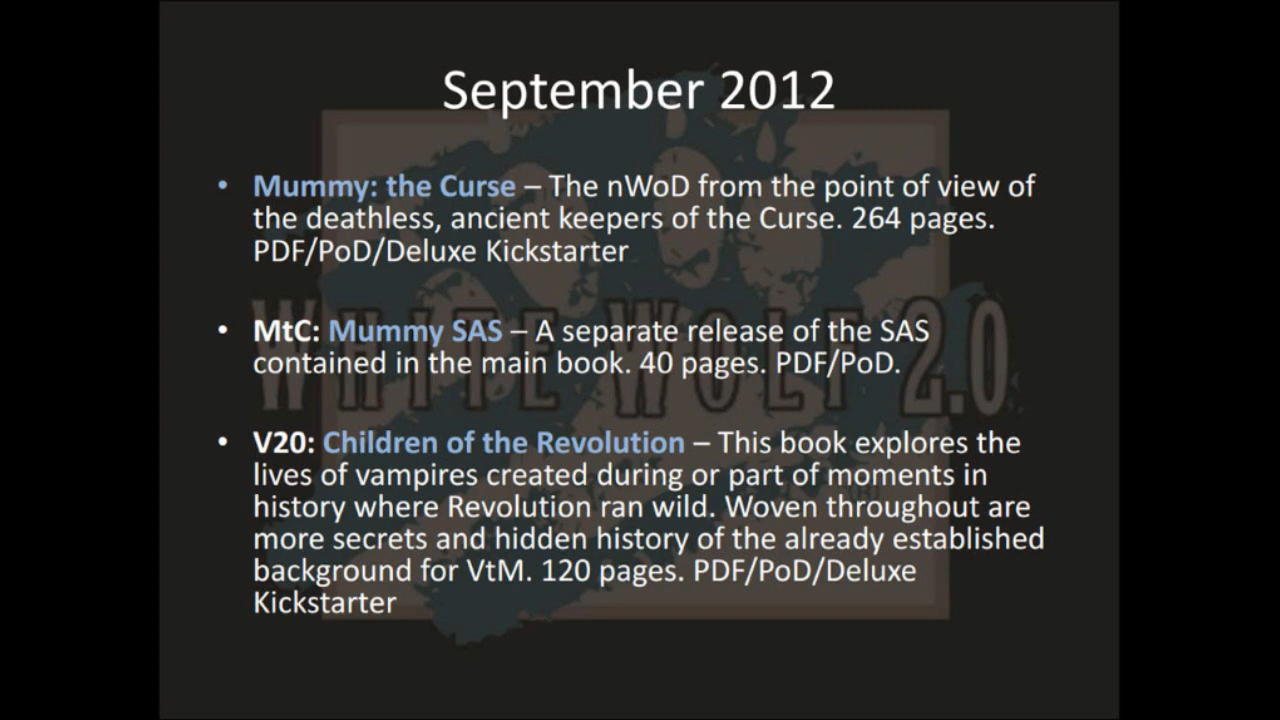 September 2012
• Mummy: the Curse – The nWoD from the point of view of
the deathless, ancient keepers of the Curse. 264 pages.
PDF/PoD/Deluxe Kickstarter
• MtC: Mummy SAS – A separate release of the SAS
contained in the main book. 40 pages. PDF/PoD.
WHITE WOLF 2.0
• V20: Children of the Revolution – This book explores the
lives of vampires created during or part of moments in
history where Revolution ran wild. Woven throughout are
more secrets and hidden history of the already established
background for VtM. 120 pages. PDF/PoD/Deluxe
Kickstarter